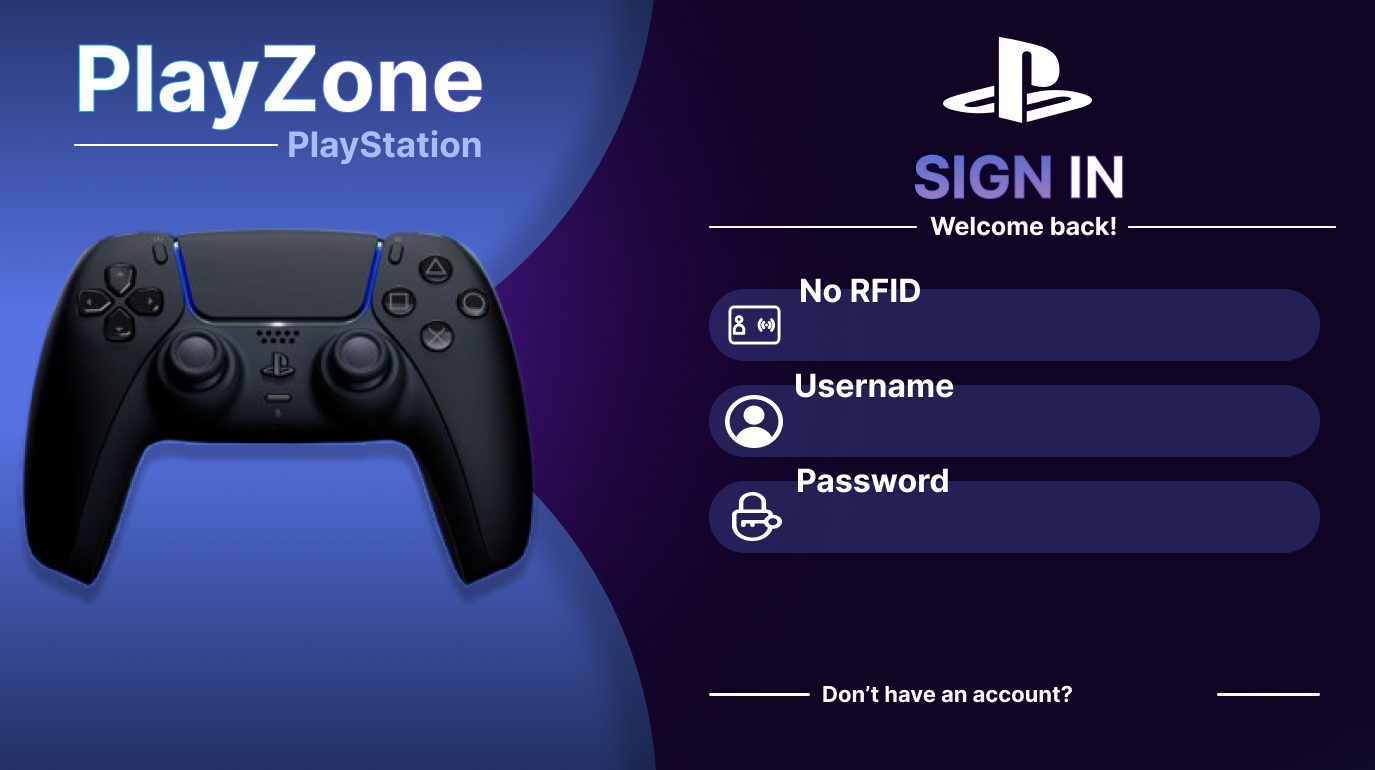 PlayZone
PlayStation
SIGN IN
Welcome back!
No RFID
Username
Password
Don’t have an account?